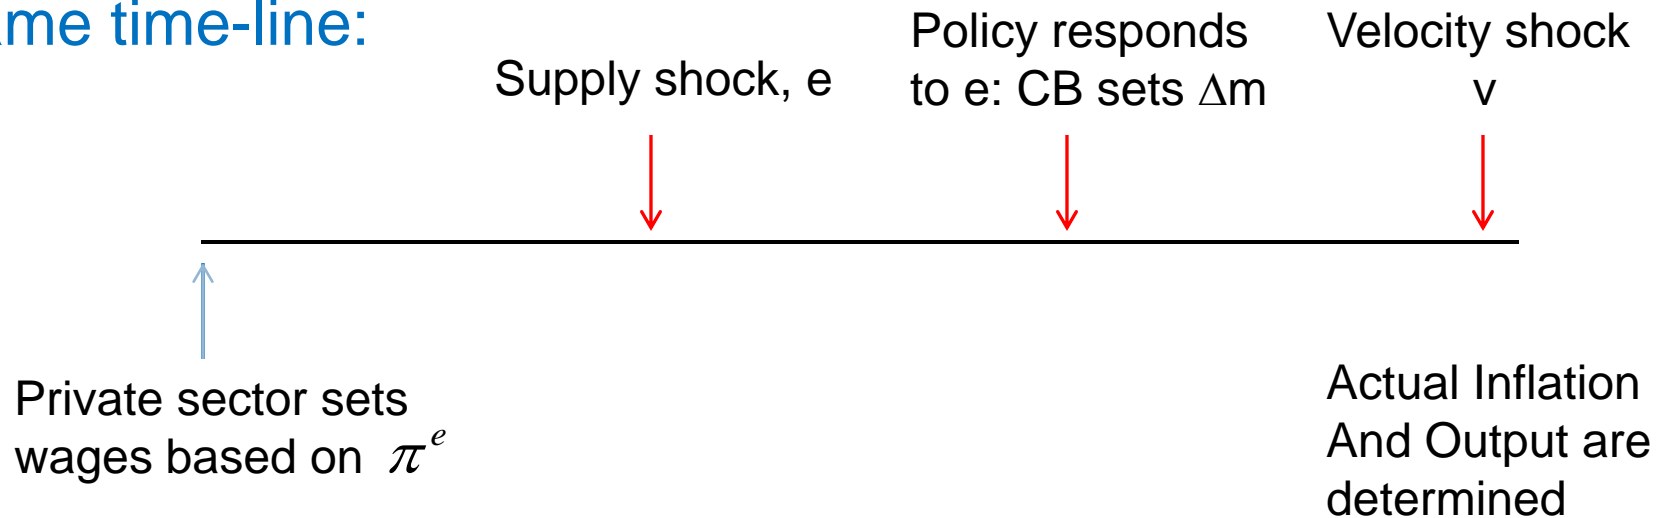 me time-line:
Supply shock, e
Policy responds
to e: CB sets Δm
Velocity shock
v
Private sector sets
wages based on π^e
Actual Inflation
And Output are
determined